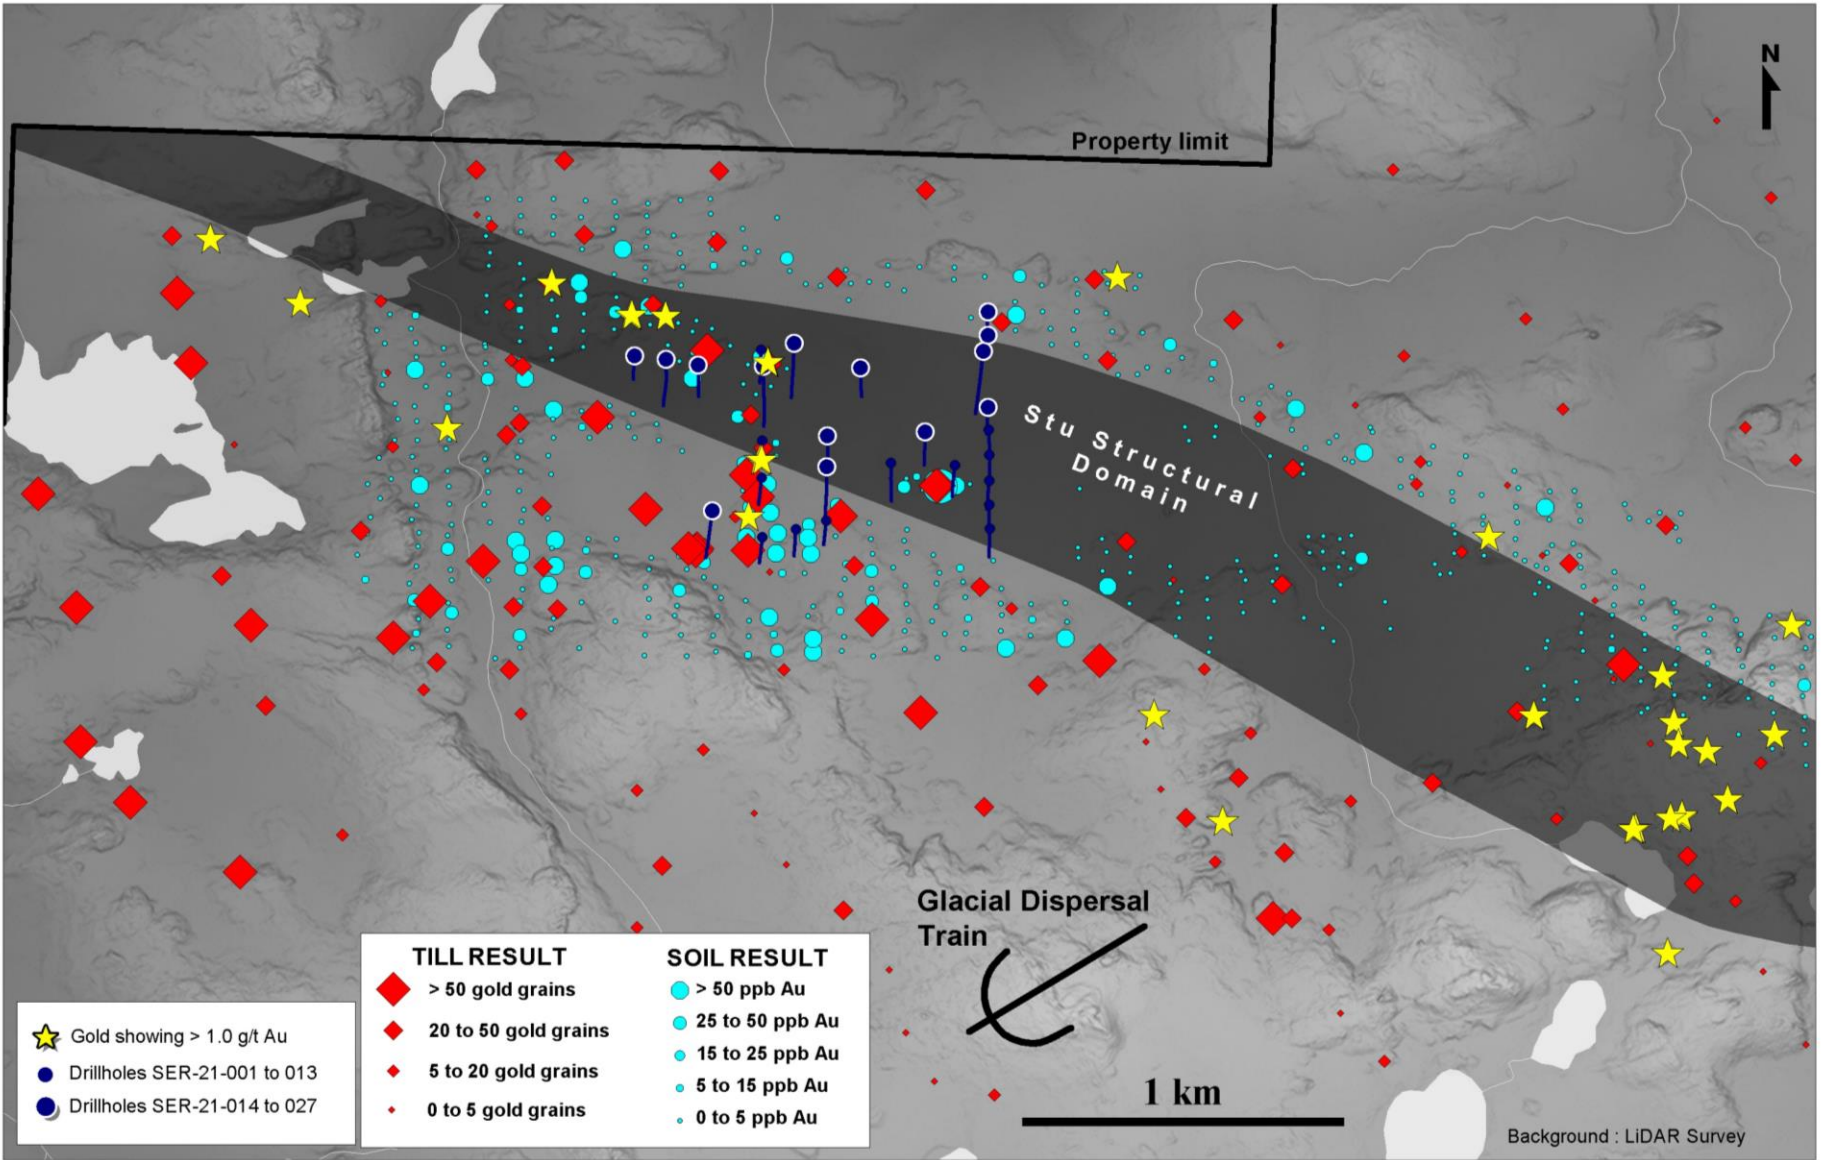 N
Property limit
Stu Structural
Domain
Glacial Dispersal
Train
TILL RESULT
> 50 gold grains
20 to 50 gold grains
5 to 20 gold grains
0 to 5 gold grains
SOIL RESULT
> 50 ppb Au
25 to 50 ppb Au
15 to 25 ppb Au
5 to 15 ppb Au
0 to 5 ppb Au
Gold showing > 1.0 g/t Au
Drillholes SER-21-001 to 013
Drillholes SER-21-014 to 027
1 km
Background : LiDAR Survey